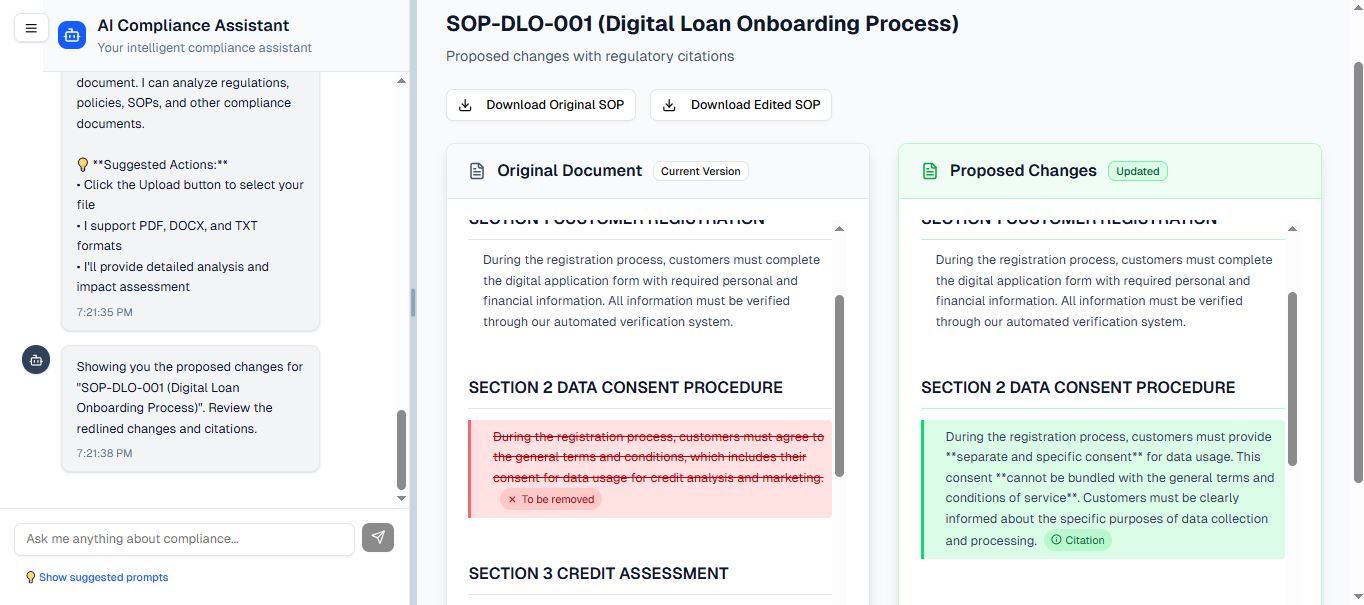 AI Compliance Assistant
Your intelligent compliance assistant
document. I can analyze regulations,
policies, SOPs, and other compliance
documents.
💡 **Suggested Actions:**
• Click the Upload button to select your
file
• I support PDF, DOCX, and TXT
formats
• I'll provide detailed analysis and
impact assessment
7:21:35 PM
Showing you the proposed changes for
"SOP-DLO-001 (Digital Loan
Onboarding Process)". Review the
redlined changes and citations.
7:21:38 PM
Ask me anything about compliance...
💡 Show suggested prompts
SOP-DLO-001 (Digital Loan Onboarding Process)
Proposed changes with regulatory citations
Download Original SOP
Download Edited SOP
Original Document
Current Version
SECTION 1 CUSTOMER REGISTRATION
During the registration process, customers must complete
the digital application form with required personal and
financial information. All information must be verified
through our automated verification system.
SECTION 2 DATA CONSENT PROCEDURE
During the registration process, customers must agree to
the general terms and conditions, which includes their
consent for data usage for credit analysis and marketing.
× To be removed
SECTION 3 CREDIT ASSESSMENT
Proposed Changes
Updated
SECTION 1 CUSTOMER REGISTRATION
During the registration process, customers must complete
the digital application form with required personal and
financial information. All information must be verified
through our automated verification system.
SECTION 2 DATA CONSENT PROCEDURE
During the registration process, customers must provide
**separate and specific consent** for data usage. This
consent **cannot be bundled with the general terms and
conditions of service**. Customers must be clearly
informed about the specific purposes of data collection
and processing.
Citation